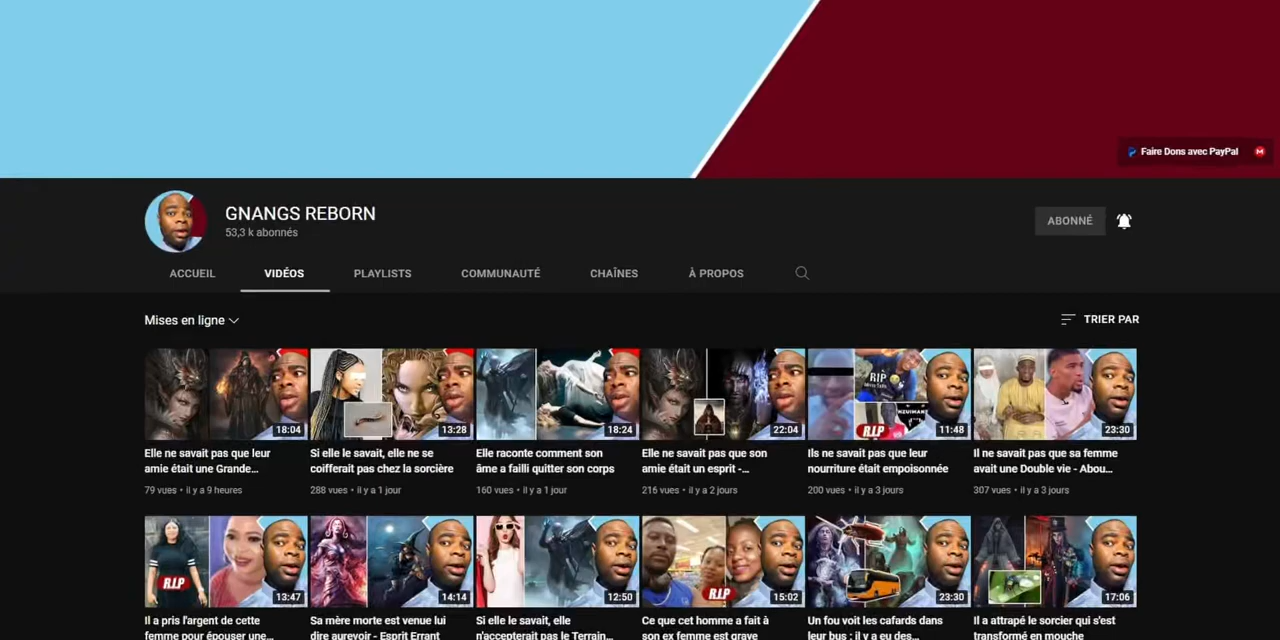 Faire Dons avec PayPal
GNANGS REBORN
53,3 k abonnés
ABONNÉ
ACCUEIL
VIDÉOS
PLAYLISTS
COMMUNAUTÉ
CHAÎNES
À PROPOS
Mises en ligne
TRIER PAR
18:04
13:28
18:24
22:04
RIP
R.I.P
11:48
23:30
Elle ne savait pas que leur
amie était une Grande...
79 vues • il y a 9 heures
Si elle le savait, elle ne se
coifferait pas chez la sorcière
288 vues • il y a 1 jour
Elle raconte comment son
âme a failli quitter son corps
160 vues • il y a 1 jour
Elle ne savait pas que son
amie était un esprit -...
216 vues • il y a 2 jours
Ils ne savait pas que leur
nourriture était empoisonnée
200 vues • il y a 3 jours
Il ne savait pas que sa femme
avait une Double vie - Abou...
307 vues • il y a 3 jours
R.I.P
13:47
14:14
12:50
R.I.P
15:02
23:30
17:06
Il a pris l'argent de cette
femme pour épouser une...
Sa mère morte est venue lui
dire aurevoir - Esprit Errant
Si elle le savait, elle
n'accepterait pas le Terrain...
Ce que cet homme a fait à
son ex femme est grave
Un fou voit les cafards dans
leur bus : il y a eu des...
Il a attrapé le sorcier qui s'est
transformé en mouche